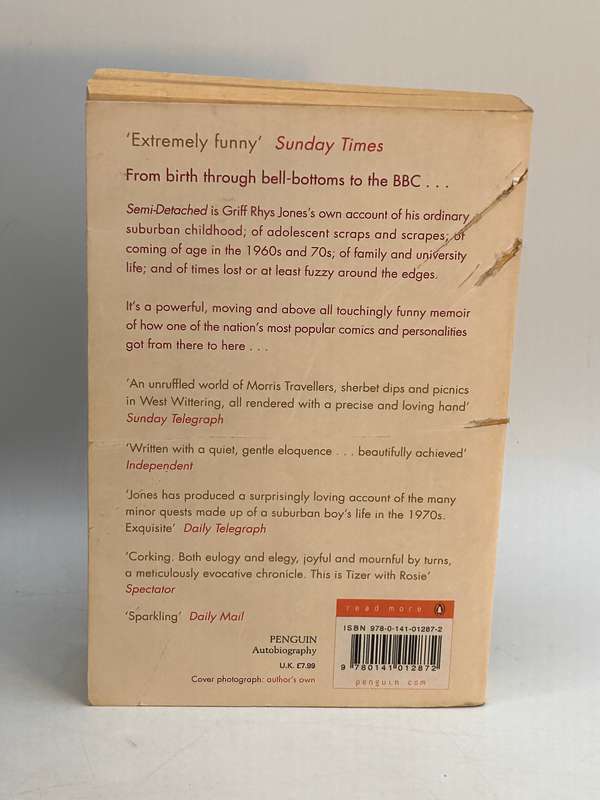 'Extremely funny' Sunday Times
From birth through bell-bottoms to the BBC . . .
Semi-Detached is Griff Rhys Jones's own account of his ordinary
suburban childhood; of adolescent scraps and scrapes; of
coming of age in the 1960s and 70s; of family and university
life; and of times lost or at least fuzzy around the edges.
It's a powerful, moving and above all touchingly funny memoir
of how one of the nation's most popular comics and personalities
got from there to here . . .
'An unruffled world of Morris Travellers, sherbet dips and picnics
in West Wittering, all rendered with a precise and loving hand'
Sunday Telegraph
'Written with a quiet, gentle eloquence . . . beautifully achieved'
Independent
'Jones has produced a surprisingly loving account of the many
minor quests made up of a suburban boy's life in the 1970s.
Exquisite' Daily Telegraph
'Corking. Both eulogy and elegy, joyful and mournful by turns,
a meticulously evocative chronicle. This is Tizer with Rosie'
Spectator
'Sparkling' Daily Mail
PENGUIN
Autobiography
U.K. £7.99
Cover photograph: author's own
read more
ISBN 978-0-141-01287-2
9 780141 012872
penguin.com